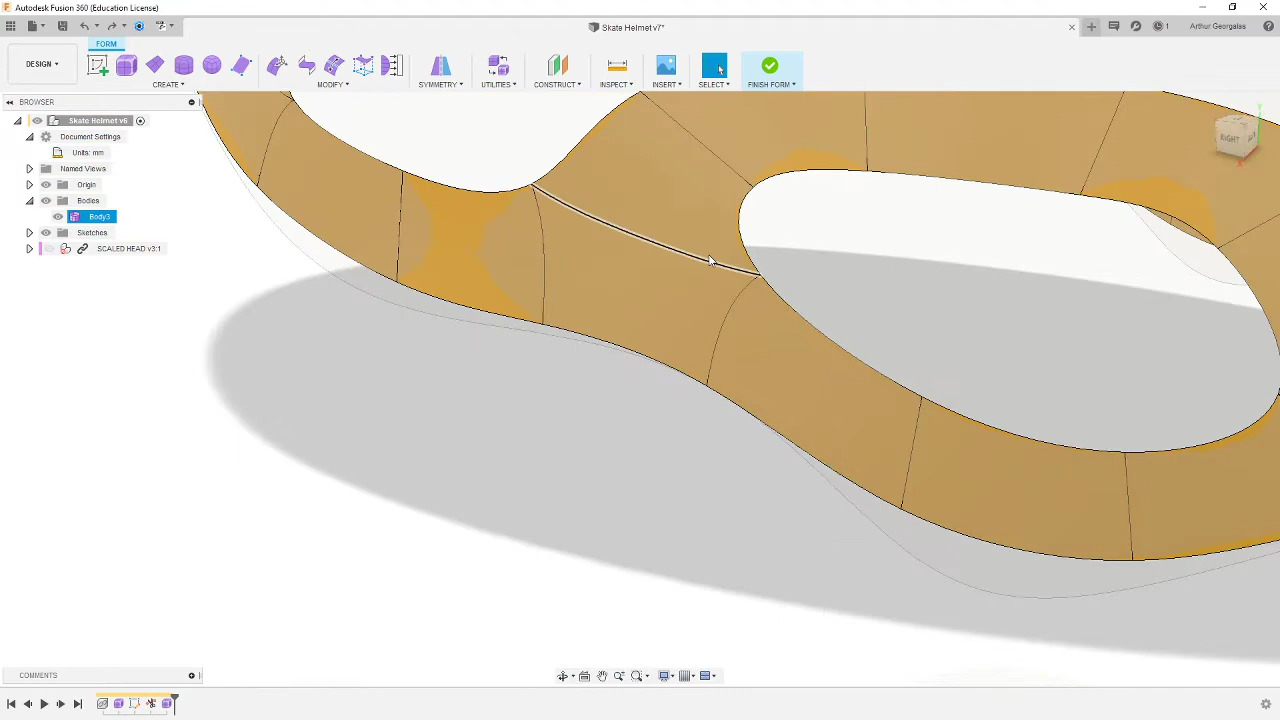 Autodesk Fusion 360 (Education License)
Skate Helmet v7*
1
Arthur Georgalas
FORM
DESIGN
CREATE
MODIFY
SYMMETRY
UTILITIES
CONSTRUCT
INSPECT
INSERT
SELECT
FINISH FORM
BROWSER
Skate Helmet v6
Document Settings
Units: mm
Named Views
Origin
Bodies
Body3
Sketches
SCALED HEAD v3:1
RIGHT
Y
COMMENTS